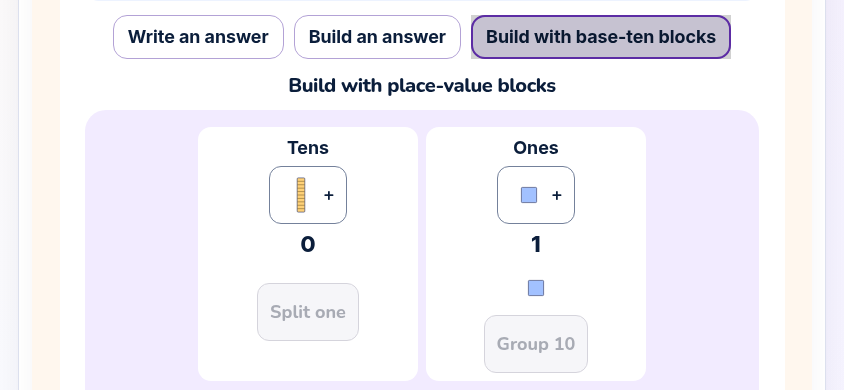 Write an answer
Build an answer
Build with base-ten blocks
Build with place-value blocks
Tens
+
0
Split one
Ones
+
1
Group 10